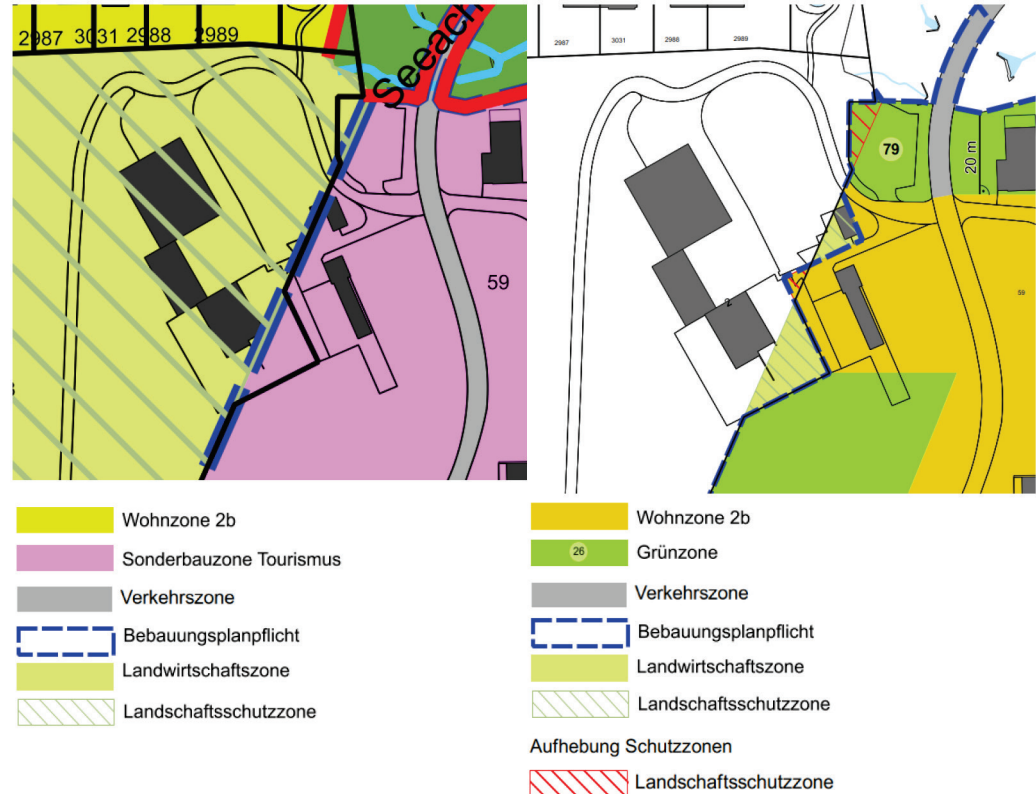 2987 3031 2988 2989
Seeach
59
2987 3031 2988 2989
79
20 m
59
2
Wohnzone 2b
Sonderbauzone Tourismus
Verkehrszone
Bebauungsplanpflicht
Landwirtschaftszone
Landschaftsschutzzone
Wohnzone 2b
26 Grünzone
Verkehrszone
Bebauungsplanpflicht
Landwirtschaftszone
Landschaftsschutzzone
Aufhebung Schutzzonen
Landschaftsschutzzone